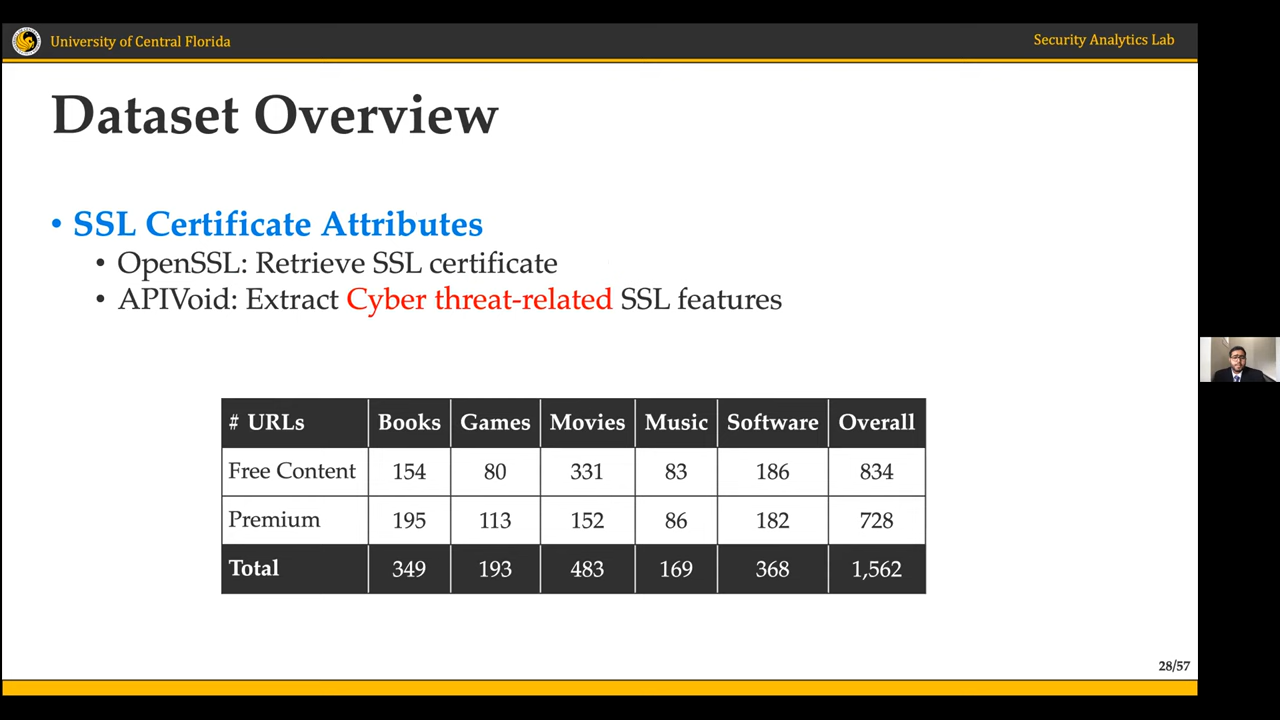 University of Central Florida
Security Analytics Lab
Dataset Overview
• SSL Certificate Attributes
• OpenSSL: Retrieve SSL certificate
• APIVoid: Extract Cyber threat-related SSL features
# URLs Books Games Movies Music Software Overall
Free Content 154 80 331 83 186 834
Premium 195 113 152 86 182 728
Total 349 193 483 169 368 1,562
28/57